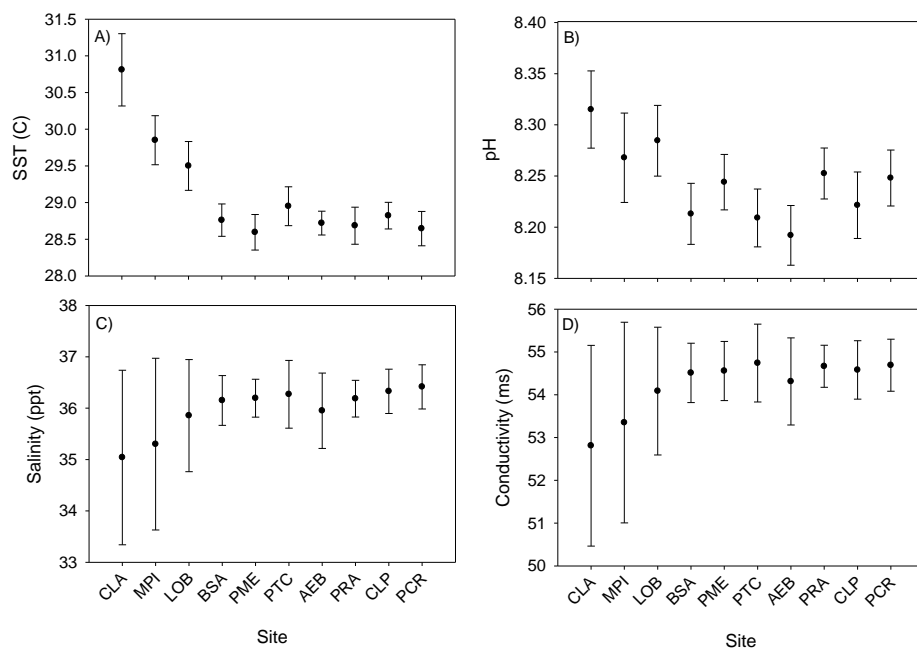 A)
SST (C)
31.5
31.0
30.5
30.0
29.5
29.0
28.5
28.0
B)
pH
8.40
8.35
8.30
8.25
8.20
8.15
C)
Salinity (ppt)
38
37
36
35
34
33
CLA MPI LOB BSA PME PTC AEB PRA CLP PCR
Site
D)
Conductivity (ms)
56
55
54
53
52
51
50
CLA MPI LOB BSA PME PTC AEB PRA CLP PCR
Site